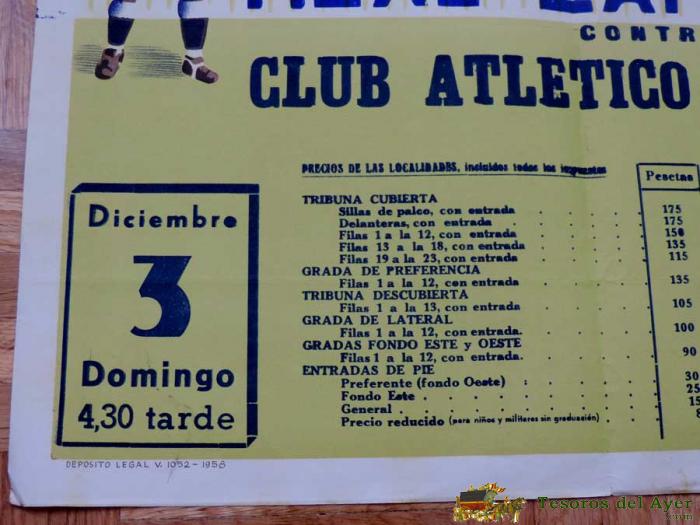 CONTR
CLUB ATLETICO
PRECIOS DE LAS LOCALIDADES, incluidos todos los impuestos
Pesetas
TRIBUNA CUBIERTA
Sillas de palco, con entrada . . . . 175
Delanteras, con entrada . . . . 175
Filas 1 a la 12, con entrada . . . . 150
Filas 13 a la 18, con entrada . . . . 135
Filas 19 a la 23, con entrada . . . . 115
GRADA DE PREFERENCIA
Filas 1 a la 12, con entrada . . . . 135
TRIBUNA DESCUBIERTA
Filas 1 a la 13, con entrada . . . . 105
GRADA DE LATERAL
Filas 1 a la 12, con entrada. . . . . 100
GRADAS FONDO ESTE y OESTE
Filas 1 a la 12, con entrada. . . . . 90
ENTRADAS DE PIE
Preferente (fondo Oeste) : . . . . 30
Fondo Este . . . . . . . 25
General . . . . . . . . 15
Precio reducido (para niños y militares sin graduación) . . . 8
Diciembre
3
Domingo
4,30 tarde
DEPOSITO LEGAL V. 1052 - 1958
Tesoros del Ayer
.com